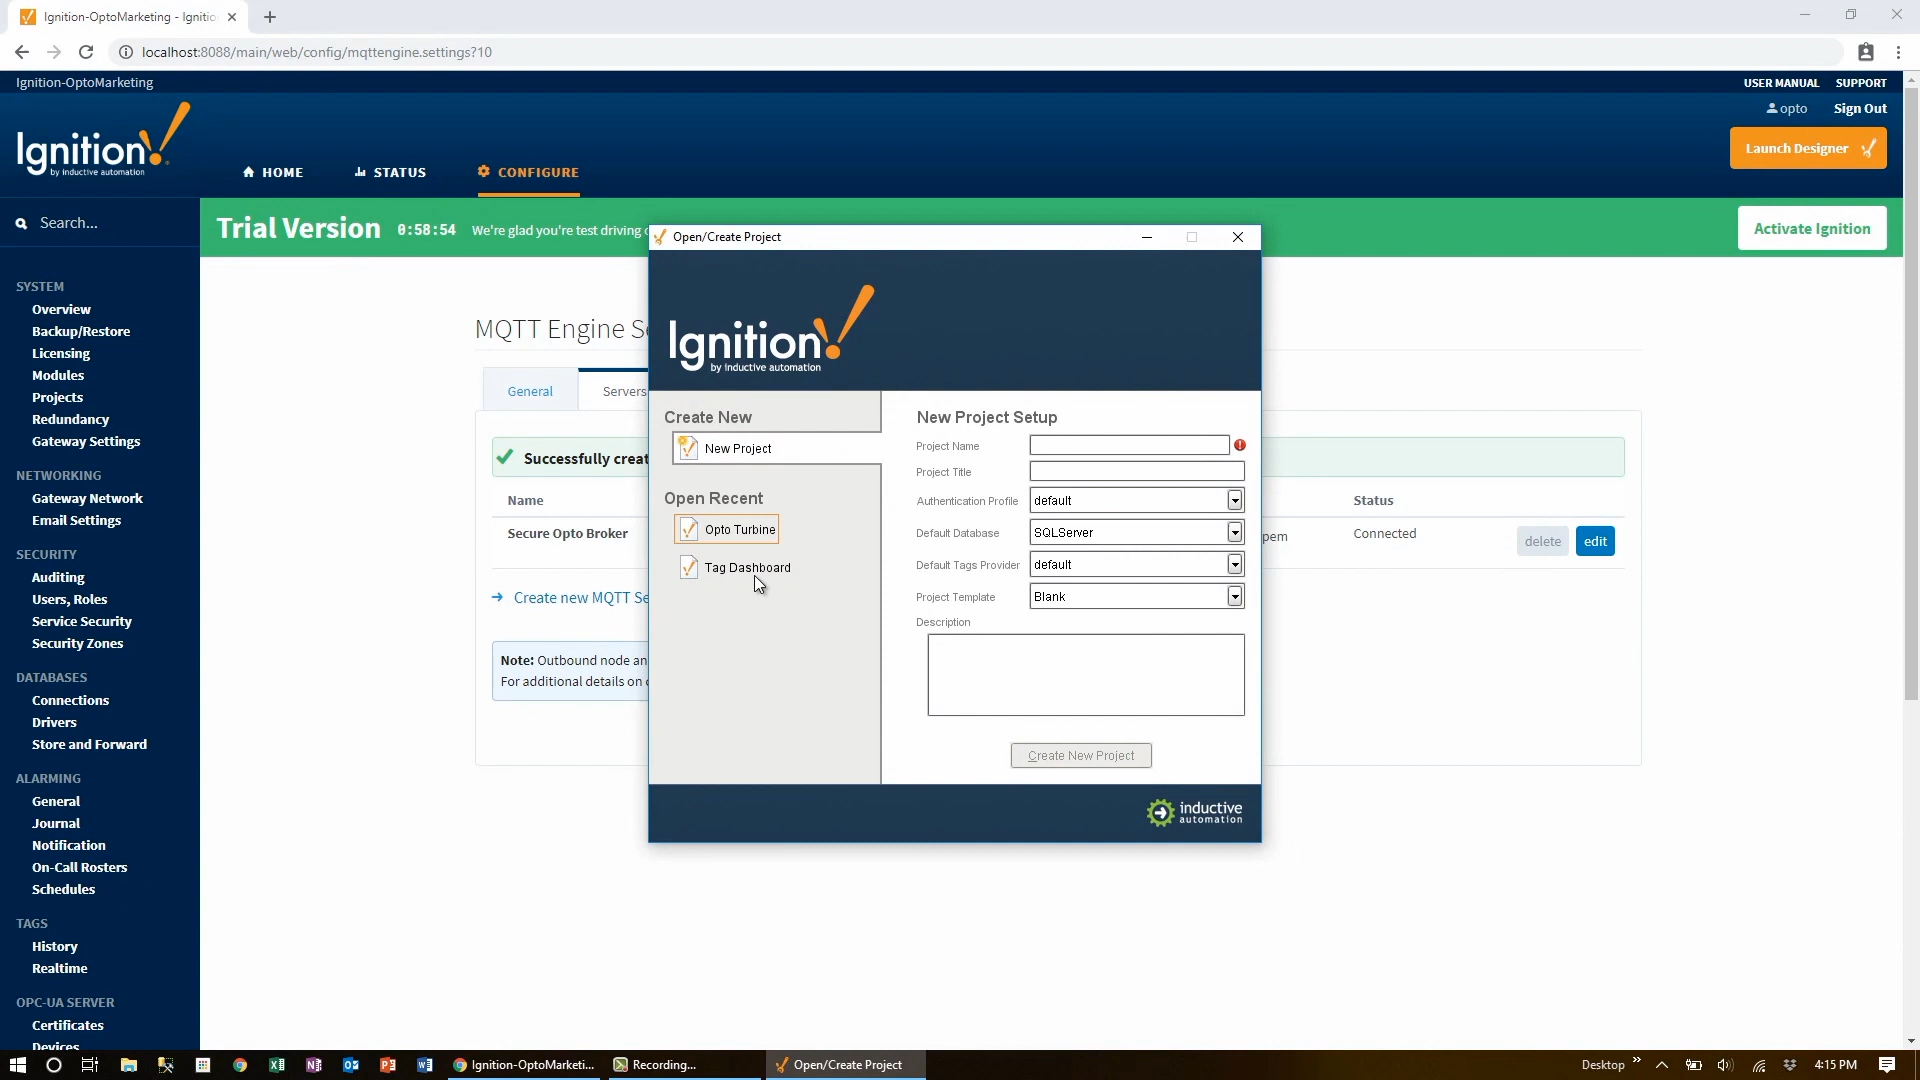 Ignition-OptoMarketing - Ignitio
localhost:8088/main/web/config/mqttengine.settings?10
Ignition-OptoMarketing
USER MANUAL
SUPPORT
Ignition!
by inductive automation
HOME
STATUS
CONFIGURE
opto
Sign Out
Launch Designer
Search...
Trial Version
0:58:54
We're glad you're test driving
Activate Ignition
SYSTEM
Overview
Backup/Restore
Licensing
Modules
Projects
Redundancy
Gateway Settings
NETWORKING
Gateway Network
Email Settings
SECURITY
Auditing
Users, Roles
Service Security
Security Zones
DATABASES
Connections
Drivers
Store and Forward
ALARMING
General
Journal
Notification
On-Call Rosters
Schedules
TAGS
History
Realtime
OPC-UA SERVER
Certificates
Devices
MQTT Engine Se
General
Servers
Successfully creat
Name
Status
Secure Opto Broker
pem
Connected
delete
edit
Create new MQTT Se
Note: Outbound node an
For additional details on
Open/Create Project
Ignition!
by inductive automation
Create New
New Project
Open Recent
Opto Turbine
Tag Dashboard
New Project Setup
Project Name
Project Title
Authentication Profile
default
Default Database
SQLServer
Default Tags Provider
default
Project Template
Blank
Description
Create New Project
inductive
automation
Ignition-OptoMarketi...
Recording...
Open/Create Project
Desktop
4:15 PM